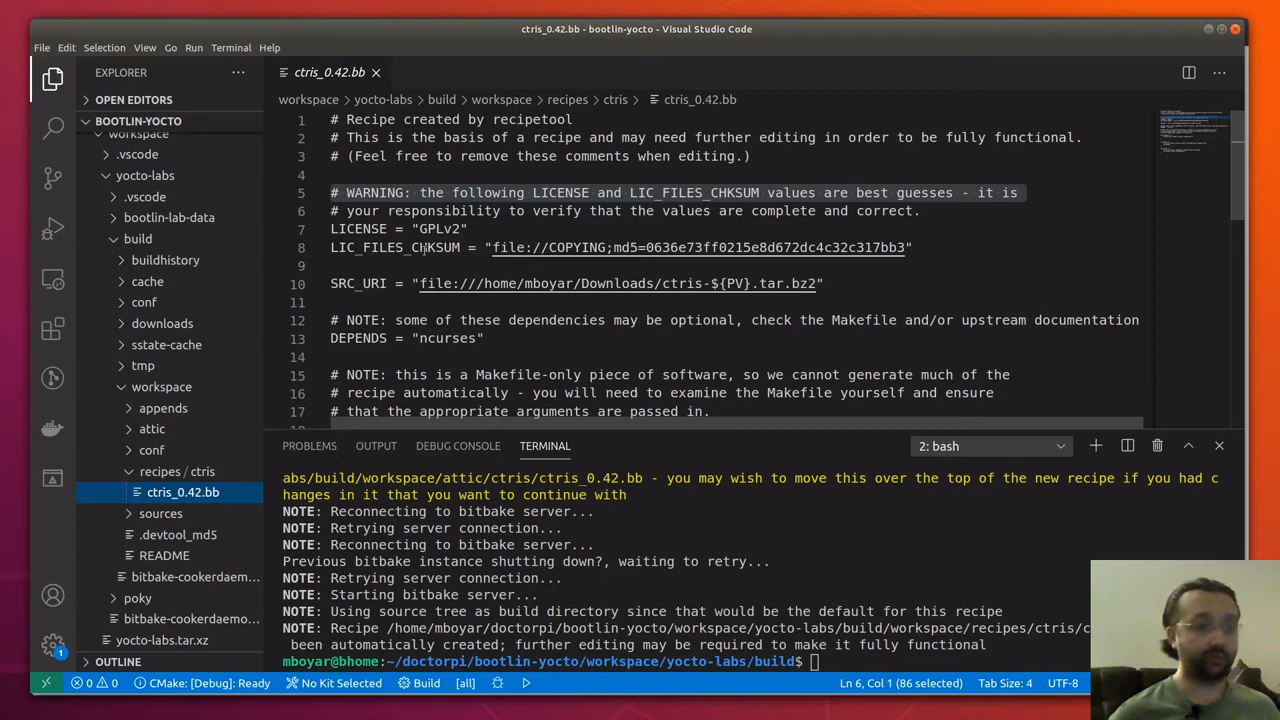 ctris_0.42.bb - bootlin-yocto - Visual Studio Code
File Edit Selection View Go Run Terminal Help
EXPLORER
OPEN EDITORS
BOOTLIN-YOCTO
workspace
.vscode
yocto-labs
.vscode
bootlin-lab-data
build
buildhistory
cache
conf
downloads
sstate-cache
tmp
workspace
appends
attic
conf
recipes / ctris
ctris_0.42.bb
sources
.devtool_md5
README
bitbake-cookerdaem...
poky
bitbake-cookerdaemo...
yocto-labs.tar.xz
OUTLINE
ctris_0.42.bb
workspace > yocto-labs > build > workspace > recipes > ctris > ctris_0.42.bb
1 # Recipe created by recipetool
2 # This is the basis of a recipe and may need further editing in order to be fully functional.
3 # (Feel free to remove these comments when editing.)
4
5 # WARNING: the following LICENSE and LIC_FILES_CHKSUM values are best guesses - it is
6 # your responsibility to verify that the values are complete and correct.
7 LICENSE = "GPLv2"
8 LIC_FILES_CHKSUM = "file://COPYING;md5=0636e73ff0215e8d672dc4c32c317bb3"
9
10 SRC_URI = "file:///home/mboyar/Downloads/ctris-${PV}.tar.bz2"
11
12 # NOTE: some of these dependencies may be optional, check the Makefile and/or upstream documentation
13 DEPENDS = "ncurses"
14
15 # NOTE: this is a Makefile-only piece of software, so we cannot generate much of the
16 # recipe automatically - you will need to examine the Makefile yourself and ensure
17 # that the appropriate arguments are passed in.
PROBLEMS OUTPUT DEBUG CONSOLE TERMINAL
2: bash
abs/build/workspace/attic/ctris/ctris_0.42.bb - you may wish to move this over the top of the new recipe if you had c
hanges in it that you want to continue with
NOTE: Reconnecting to bitbake server...
NOTE: Retrying server connection...
NOTE: Reconnecting to bitbake server...
Previous bitbake instance shutting down?, waiting to retry...
NOTE: Retrying server connection...
NOTE: Starting bitbake server...
NOTE: Using source tree as build directory since that would be the default for this recipe
NOTE: Recipe /home/mboyar/doctorpi/bootlin-yocto/workspace/yocto-labs/build/workspace/recipes/ctris/c
been automatically created; further editing may be required to make it fully functional
mboyar@bhome:~/doctorpi/bootlin-yocto/workspace/yocto-labs/build$
0 0 CMake: [Debug]: Ready No Kit Selected Build [all] Ln 6, Col 1 (86 selected) Tab Size: 4 UTF-8
1